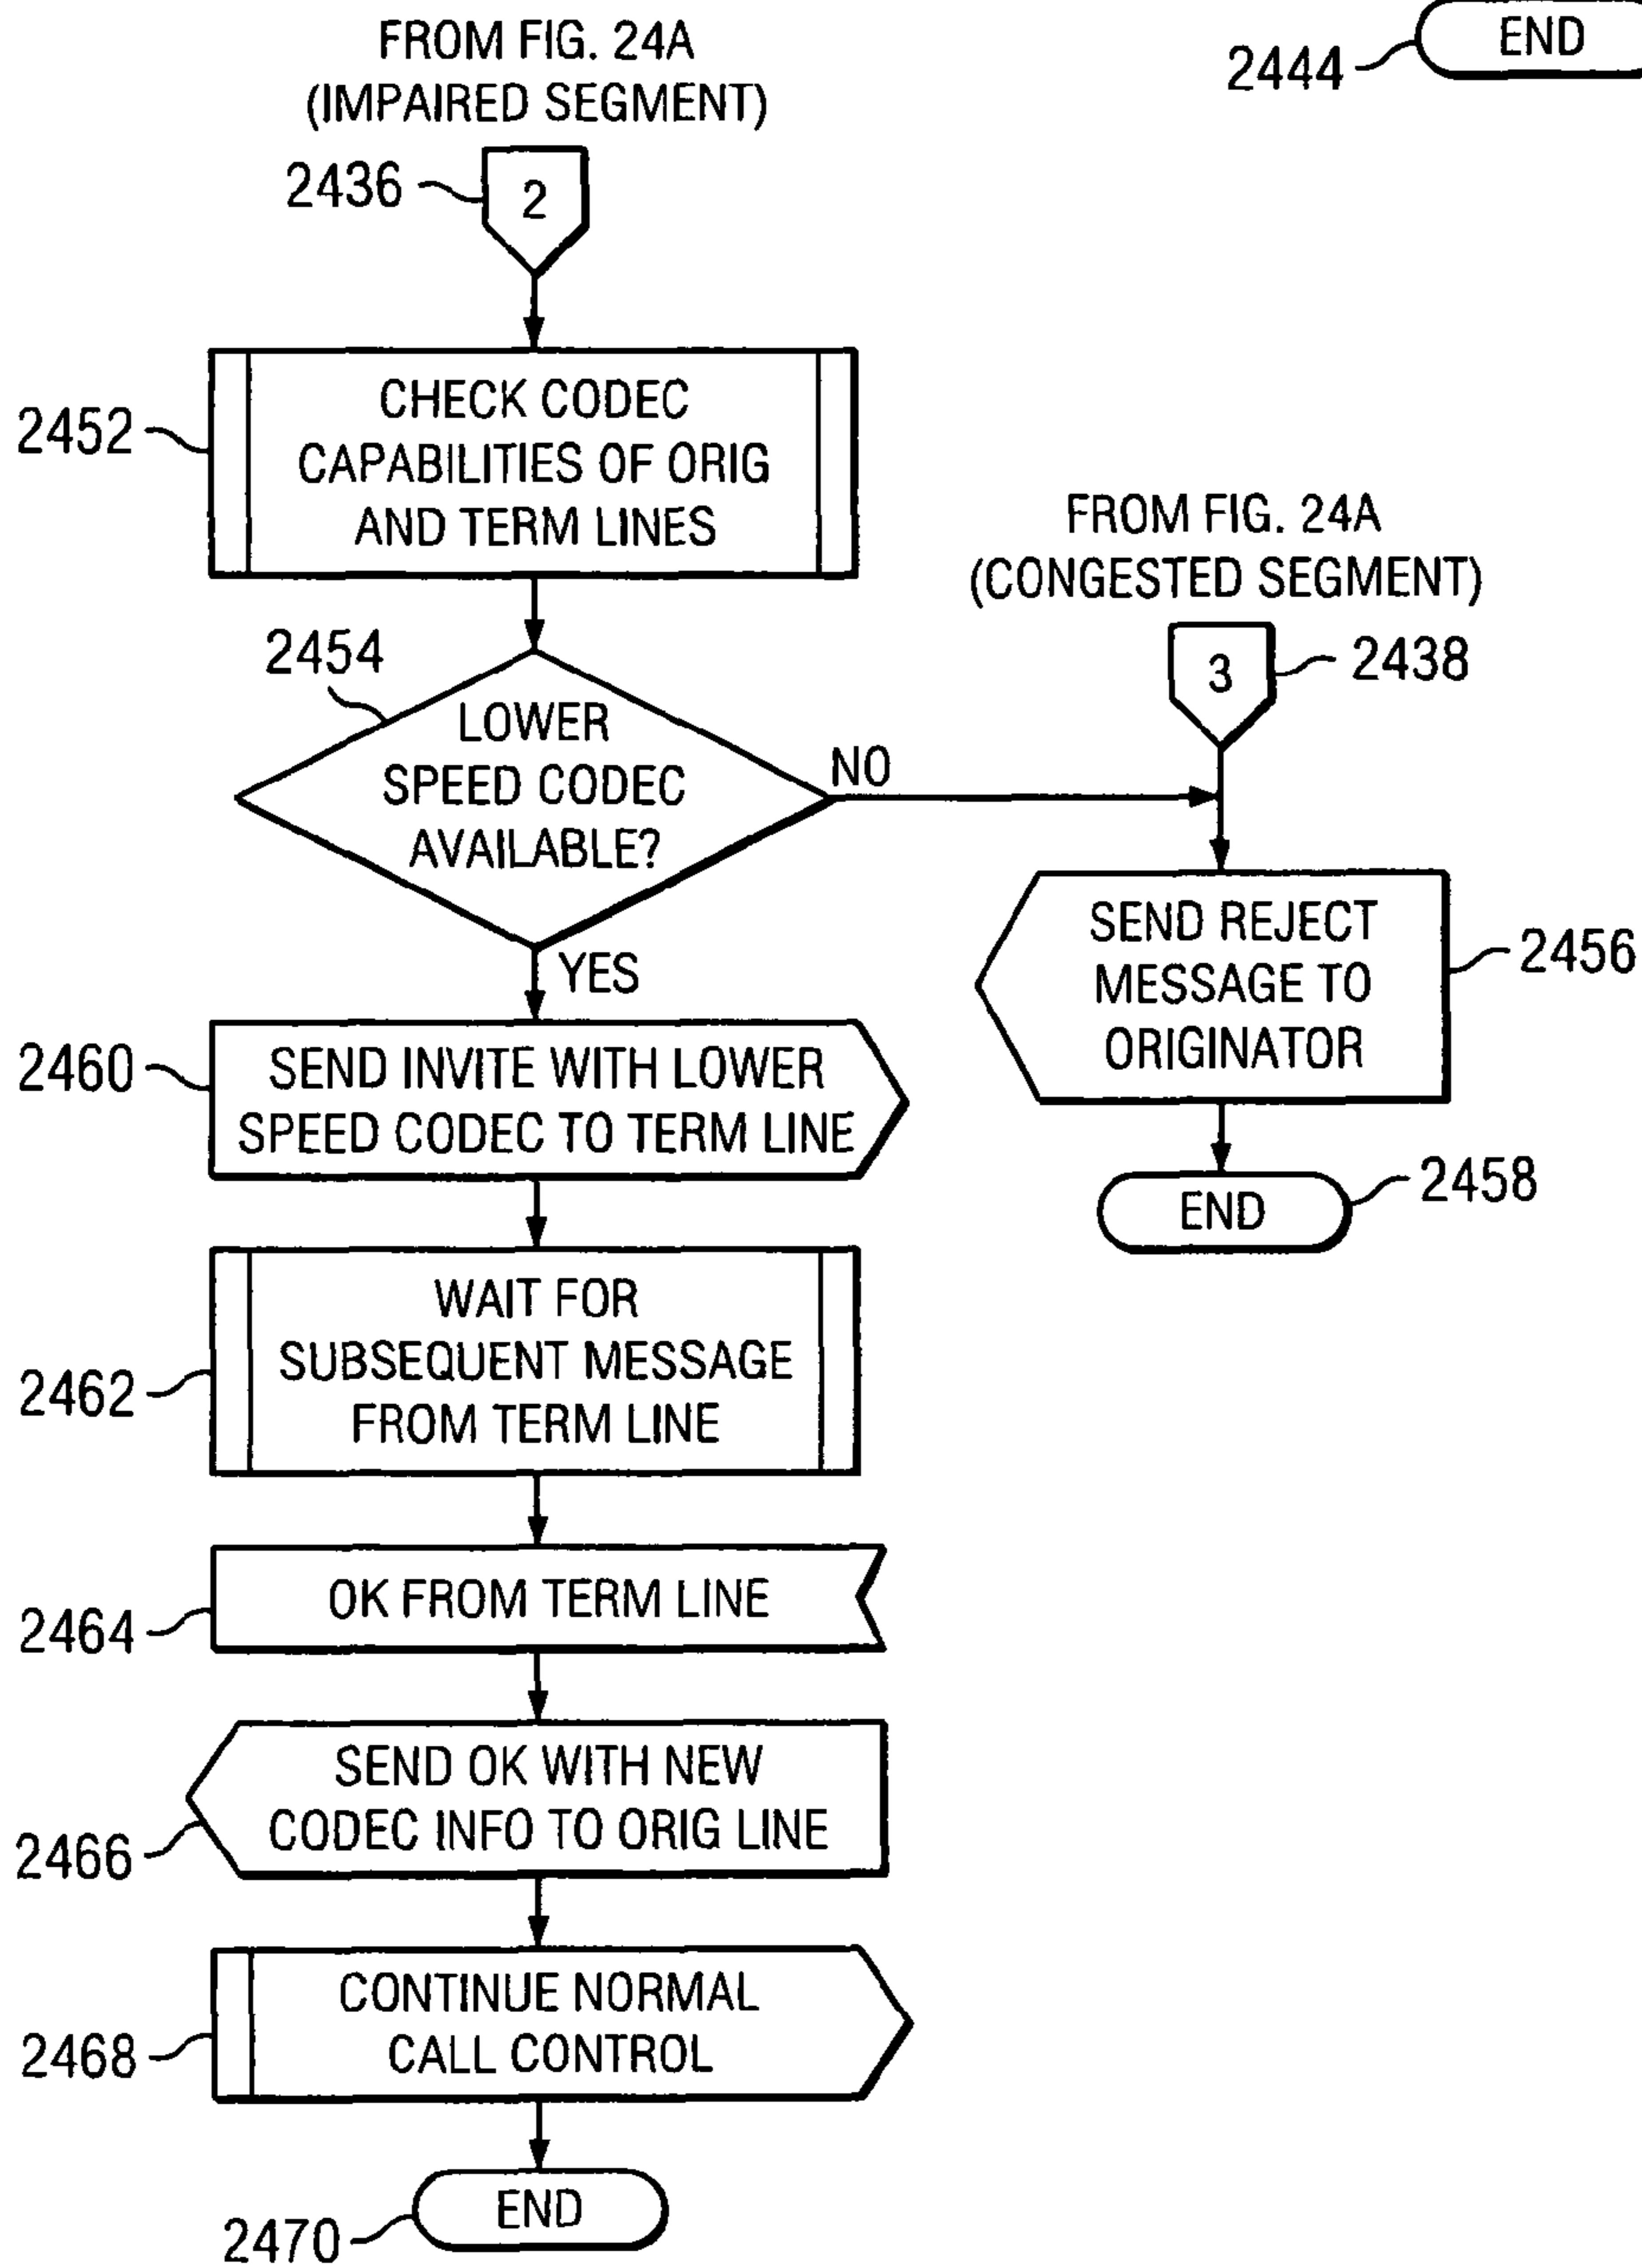 FROM FIG. 24A
(IMPAIRED SEGMENT)
2444
END
2436
2
2452
CHECK CODEC
CAPABILITIES OF ORIG
AND TERM LINES
FROM FIG. 24A
(CONGESTED SEGMENT)
3
2438
2454
LOWER
SPEED CODEC
AVAILABLE?
NO
YES
SEND REJECT
MESSAGE TO
ORIGINATOR
2456
END
2458
2460
SEND INVITE WITH LOWER
SPEED CODEC TO TERM LINE
2462
WAIT FOR
SUBSEQUENT MESSAGE
FROM TERM LINE
2464
OK FROM TERM LINE
2466
SEND OK WITH NEW
CODEC INFO TO ORIG LINE
2468
CONTINUE NORMAL
CALL CONTROL
2470
END